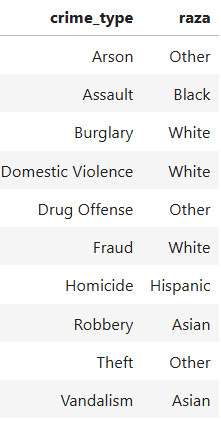 crime_type raza
Arson Other
Assault Black
Burglary White
Domestic Violence White
Drug Offense Other
Fraud White
Homicide Hispanic
Robbery Asian
Theft Other
Vandalism Asian